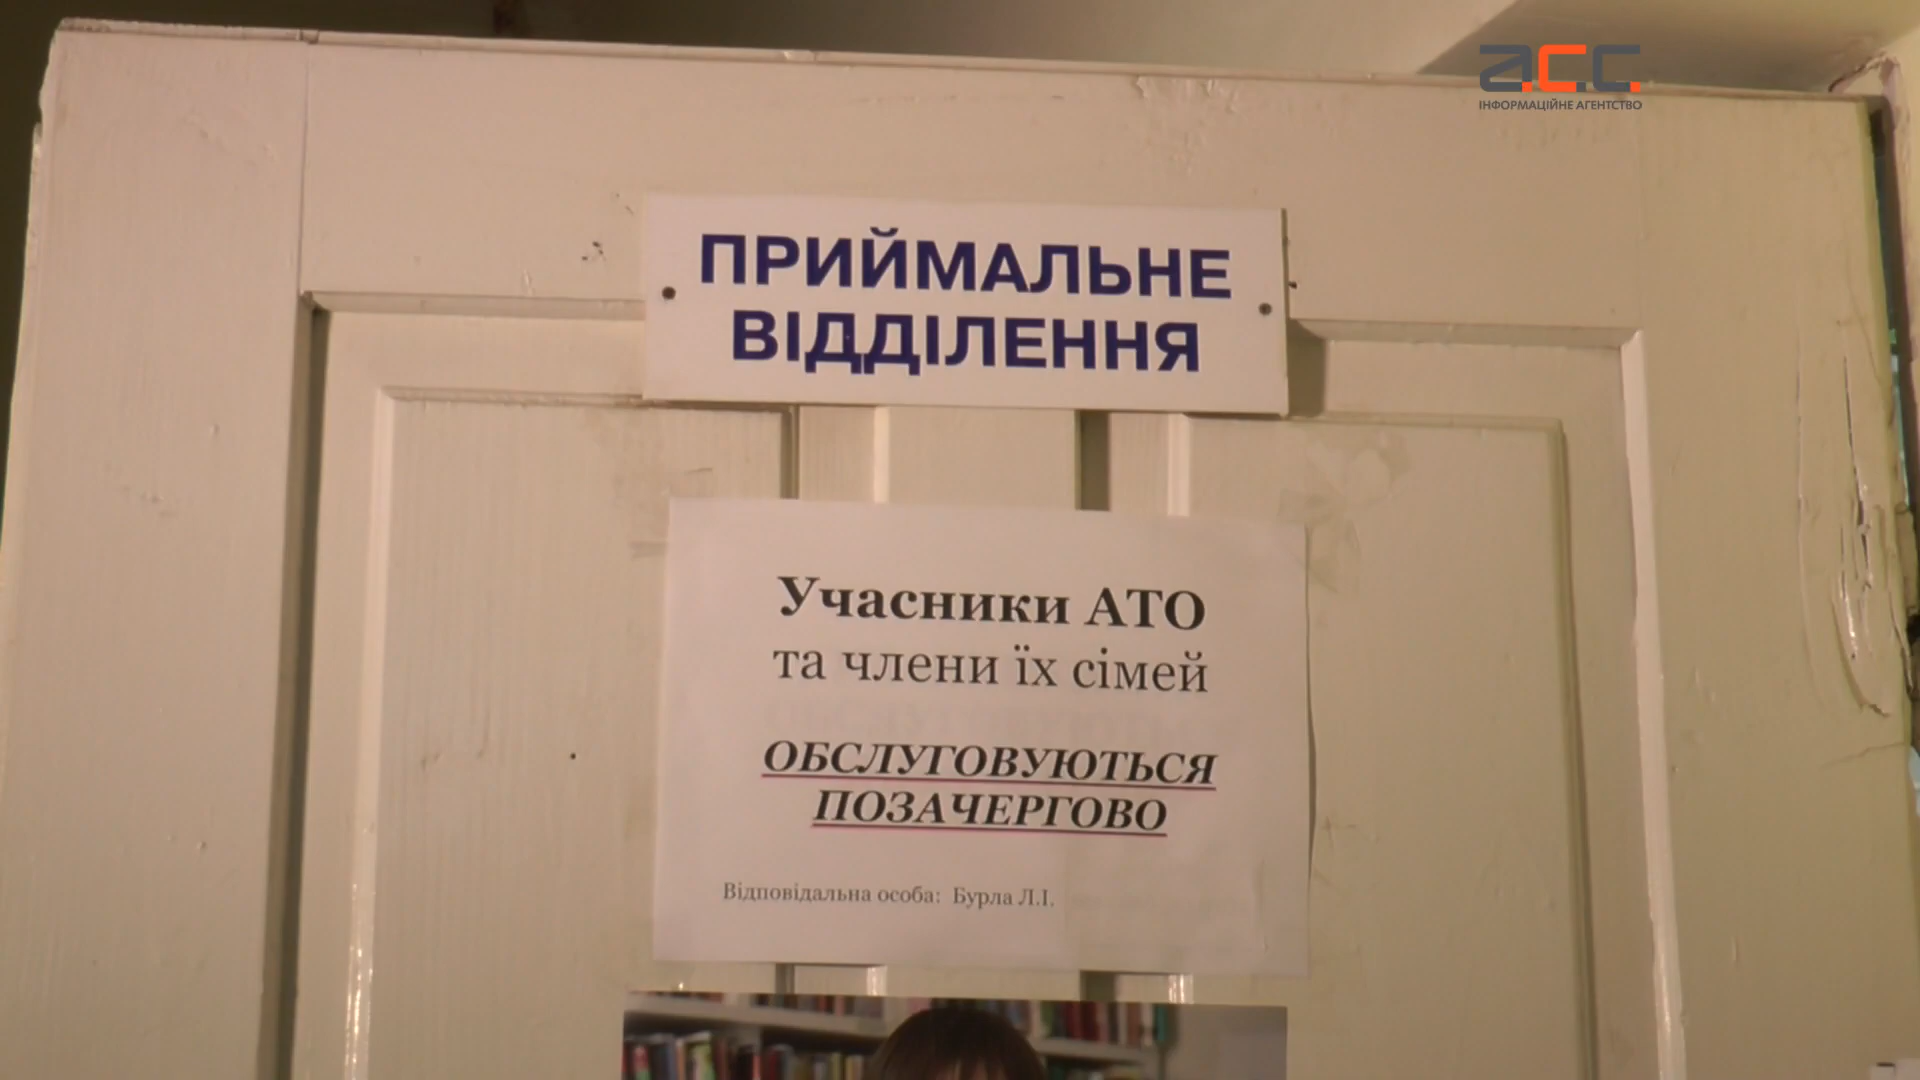 а.с.с.
ІНФОРМАЦІЙНЕ АГЕНТСТВО
ПРИЙМАЛЬНЕ
ВІДДІЛЕННЯ
Учасники АТО
та члени їх сімей
ОБСЛУГОВУЮТЬСЯ
ПОЗАЧЕРГОВО
Відповідальна особа: Бурла Л.І.